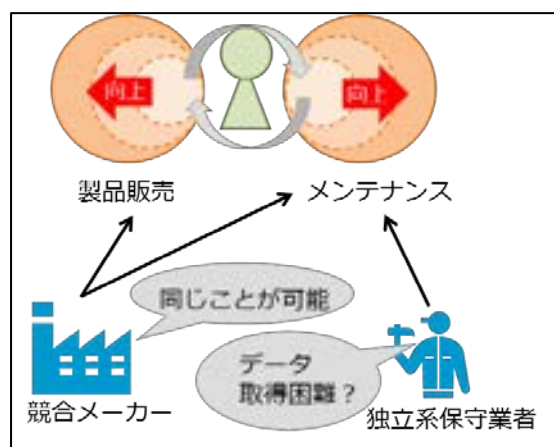 向上
向上
製品販売
メンテナンス
同じことが可能
データ
取得困難？
競合メーカー
独立系保守業者